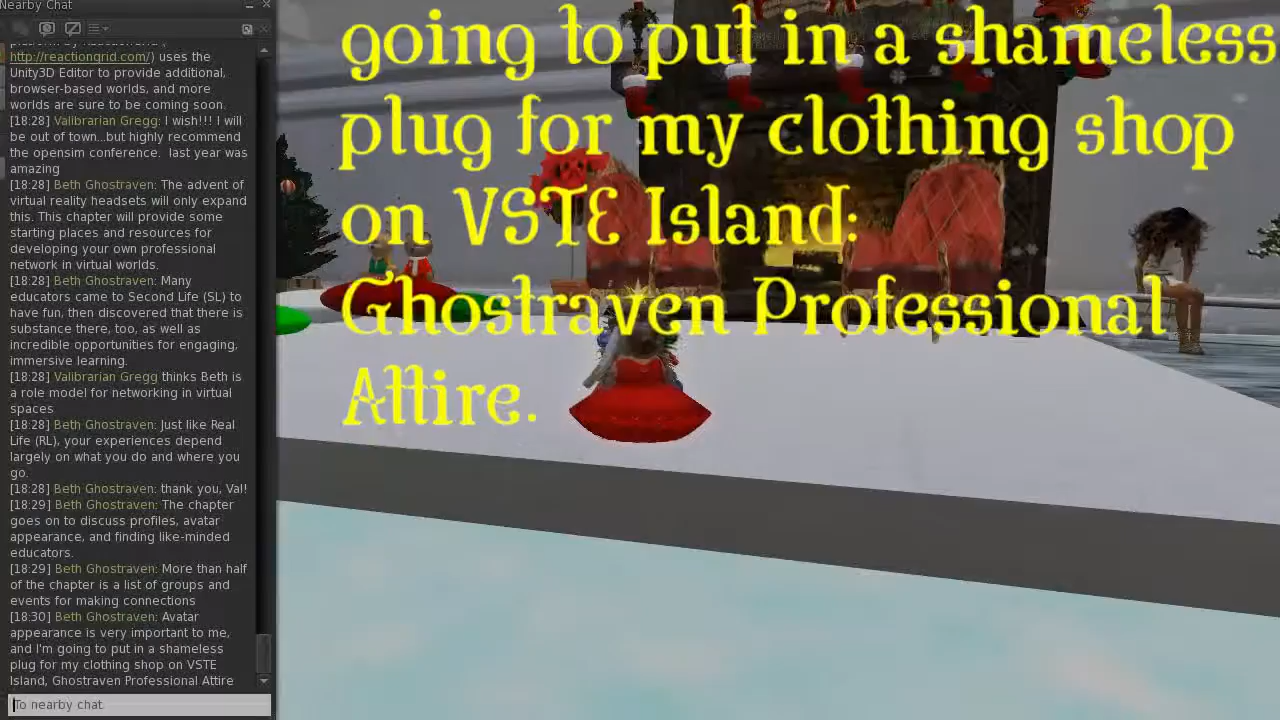 Nearby Chat
http://reactiongrid.com/) uses the
Unity3D Editor to provide additional,
browser-based worlds, and more
worlds are sure to be coming soon.
[18:28] Valibrarian Gregg: I wish!!! I will
be out of town...but highly recommend
the opensim conference. last year was
amazing
[18:28] Beth Ghostraven: The advent of
virtual reality headsets will only expand
this. This chapter will provide some
starting places and resources for
developing your own professional
network in virtual worlds.
[18:28] Beth Ghostraven: Many
educators came to Second Life (SL) to
have fun, then discovered that there is
substance there, too, as well as
incredible opportunities for engaging,
immersive learning.
[18:28] Valibrarian Gregg thinks Beth is
a role model for networking in virtual
spaces
[18:28] Beth Ghostraven: Just like Real
Life (RL), your experiences depend
largely on what you do and where you
go.
[18:28] Beth Ghostraven: thank you, Val!
[18:29] Beth Ghostraven: The chapter
goes on to discuss profiles, avatar
appearance, and finding like-minded
educators.
[18:29] Beth Ghostraven: More than half
of the chapter is a list of groups and
events for making connections
[18:30] Beth Ghostraven: Avatar
appearance is very important to me,
and I'm going to put in a shameless
plug for my clothing shop on VSTE
Island, Ghostraven Professional Attire
To nearby chat
going to put in a shameless
plug for my clothing shop
on VSTE Island:
Ghostraven Professional
Attire.